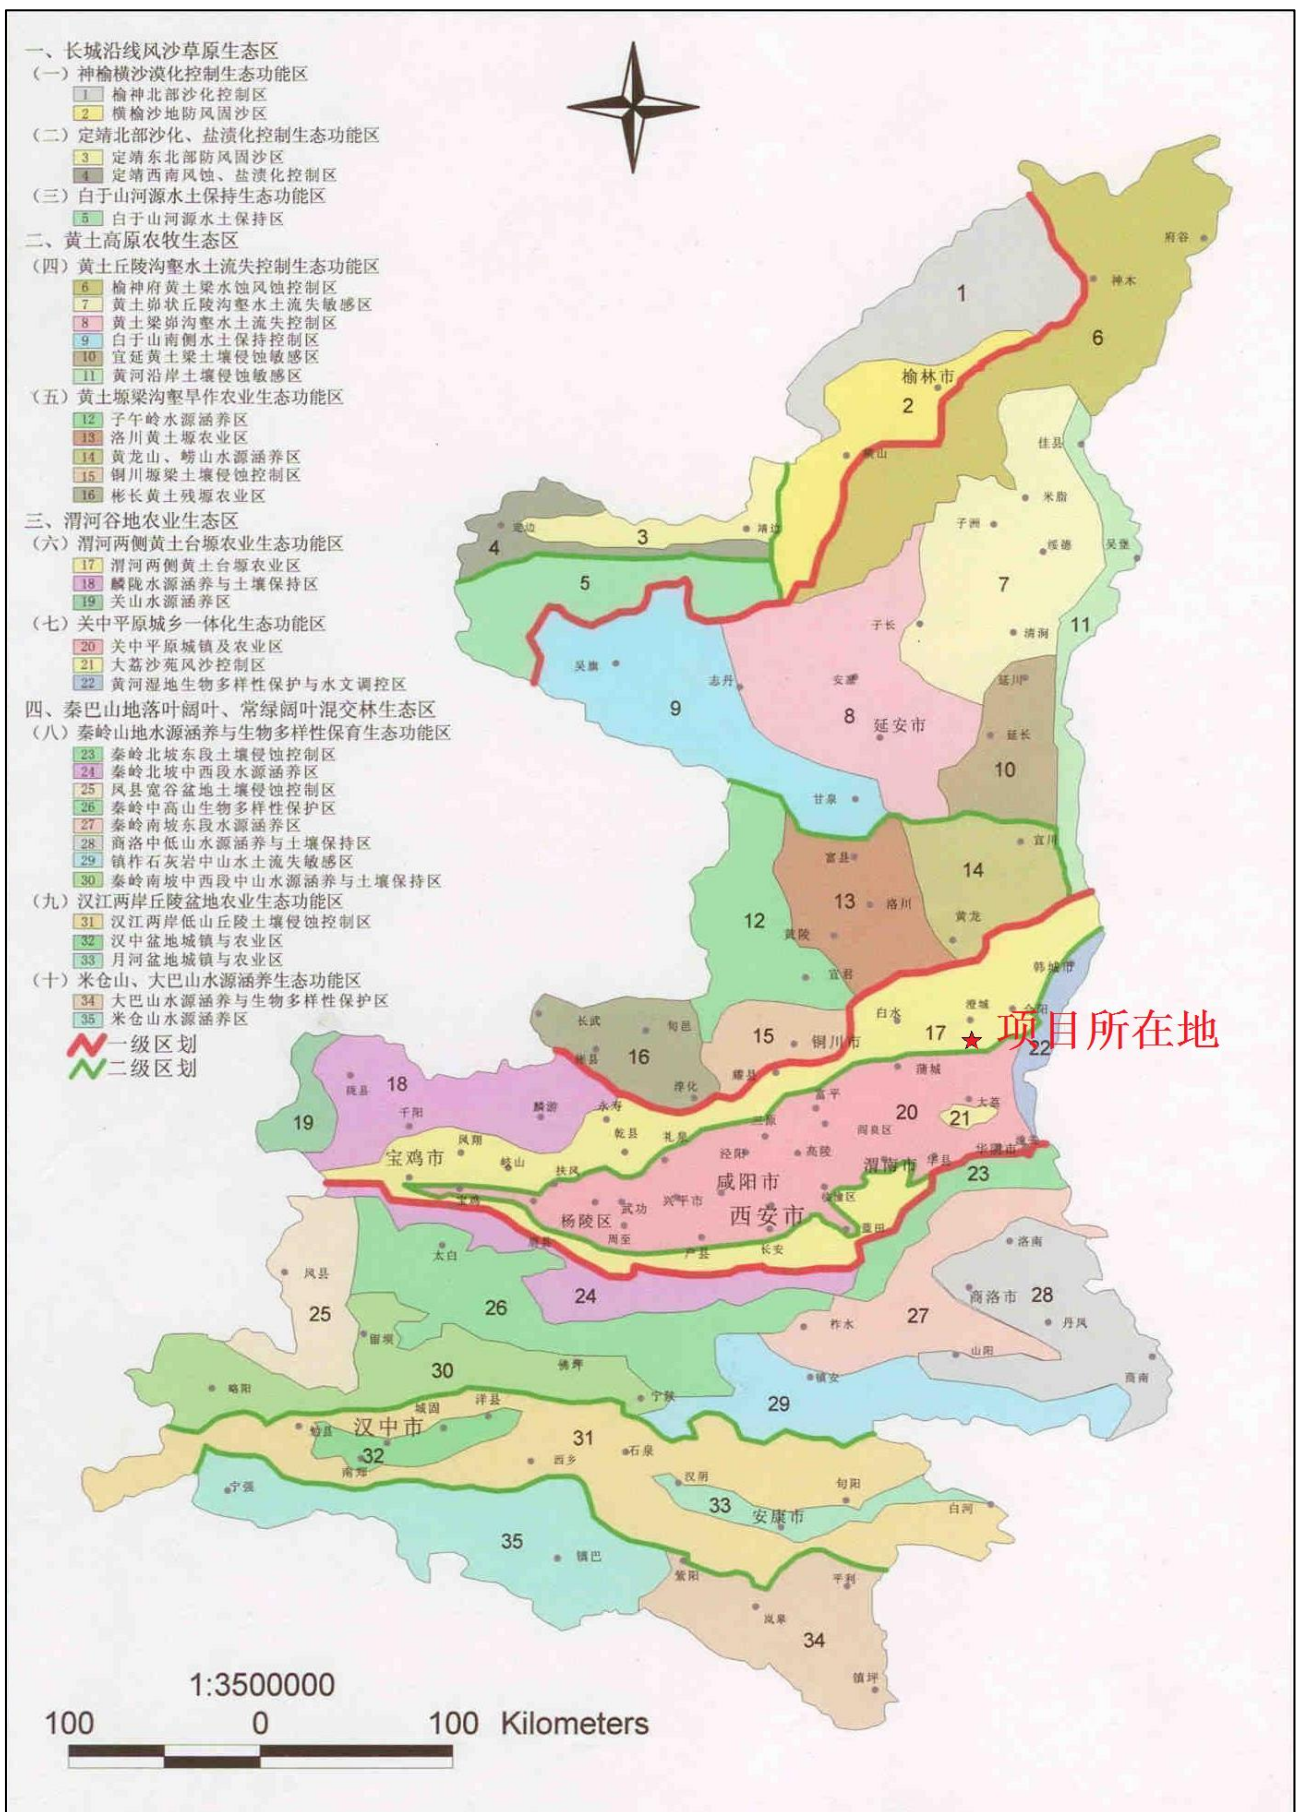 一、长城沿线风沙草原生态区
(一)神榆横沙漠化控制生态功能区
1 榆神北部沙化控制区
2 横榆沙地防风固沙区
(二)定靖北部沙化、盐渍化控制生态功能区
3 定靖东北部防风固沙区
4 定靖西南风蚀、盐渍化控制区
(三)白于山河源水土保持生态功能区
5 白于山河源水土保持区
二、黄土高原农牧生态区
(四)黄土丘陵沟壑水土流失控制生态功能区
6 榆神府黄土梁水蚀风蚀控制区
7 黄土峁状丘陵沟壑水土流失敏感区
8 黄土梁峁沟壑水土流失控制区
9 白于山南侧水土保持控制区
10 宜延黄土梁土壤侵蚀敏感区
11 黄河沿岸土壤侵蚀敏感区
(五)黄土塬梁沟壑旱作农业生态功能区
12 子午岭水源涵养区
13 洛川黄土塬农业区
14 黄龙山、崂山水源涵养区
15 铜川塬梁土壤侵蚀控制区
16 彬长黄土残塬农业区
三、渭河谷地农业生态区
(六)渭河两侧黄土台塬农业生态功能区
17 渭河两侧黄土台塬农业区
18 麟陇水源涵养与土壤保持区
19 关山水源涵养区
(七)关中平原城乡一体化生态功能区
20 关中平原城镇及农业区
21 大荔沙苑风沙控制区
22 黄河湿地生物多样性保护与水文调控区
四、秦巴山地落叶阔叶、常绿阔叶混交林生态区
(八)秦岭山地水源涵养与生物多样性保育生态功能区
23 秦岭北坡东段土壤侵蚀控制区
24 秦岭北坡中西段水源涵养区
25 凤县宽谷盆地土壤侵蚀控制区
26 秦岭中高山生物多样性保护区
27 秦岭南坡东段水源涵养区
28 商洛中低山水源涵养与土壤保持区
29 镇柞石灰岩中山水土流失敏感区
30 秦岭南坡中西段中山水源涵养与土壤保持区
(九)汉江两岸丘陵盆地农业生态功能区
31 汉江两岸低山丘陵土壤侵蚀控制区
32 汉中盆地城镇与农业区
33 月河盆地城镇与农业区
(十)米仓山、大巴山水源涵养生态功能区
34 大巴山水源涵养与生物多样性保护区
35 米仓山水源涵养区
一级区划
二级区划
府谷
神木
1
6
榆林市
2
佳县
横山
米脂
定边
靖边
子洲
绥德
吴堡
3
4
5
7
子长
清涧
11
吴旗
志丹
安塞
延川
9
8
延安市
延长
10
甘泉
富县
宜川
14
12
13
洛川
黄陵
黄龙
宜君
韩城市
长武
旬邑
白水
澄城
合阳
项目所在地
15
铜川市
17
22
彬县
16
耀县
蒲城
18
陇县
淳化
19
千阳
麟游
永寿
富平
20
大荔
21
三原
阎良区
凤翔
乾县
礼泉
宝鸡市
岐山
扶风
泾阳
高陵
渭南市
华县
华阴市
潼关
23
宝鸡
咸阳市
临潼区
杨陵区
武功
兴平市
西安市
蓝田
眉县
周至
户县
长安
太白
洛南
凤县
24
商洛市
28
25
26
27
丹凤
留坝
柞水
山阳
30
佛坪
镇安
商南
略阳
宁陕
29
城固
洋县
勉县
汉中市
31
32
石泉
南郑
西乡
汉阴
旬阳
宁强
33
安康市
白河
35
镇巴
紫阳
平利
岚皋
34
镇坪
1:3500000
100 0 100 Kilometers